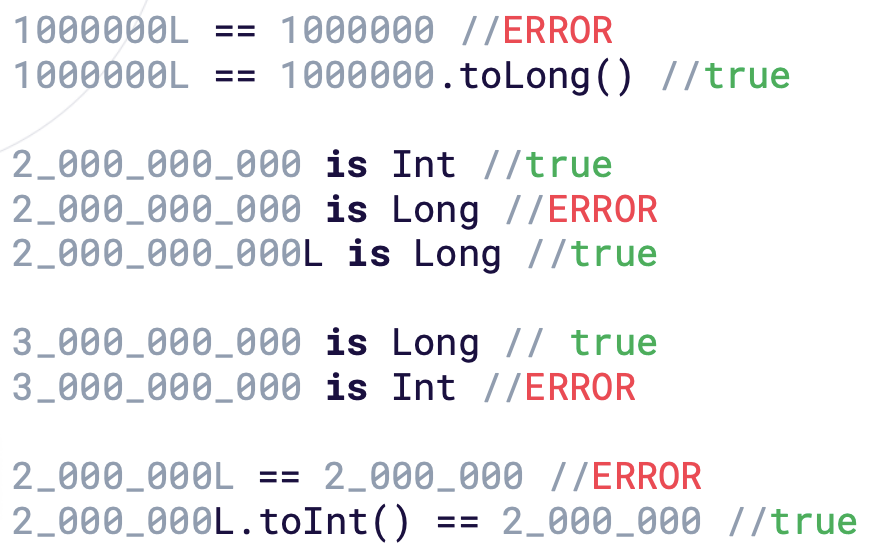 1000000L == 1000000 //ERROR
1000000L == 1000000.toLong() //true
2_000_000_000 is Int //true
2_000_000_000 is Long //ERROR
2_000_000_000L is Long //true
3_000_000_000 is Long // true
3_000_000_000 is Int //ERROR
2_000_000L == 2_000_000 //ERROR
2_000_000L.toInt() == 2_000_000 //true